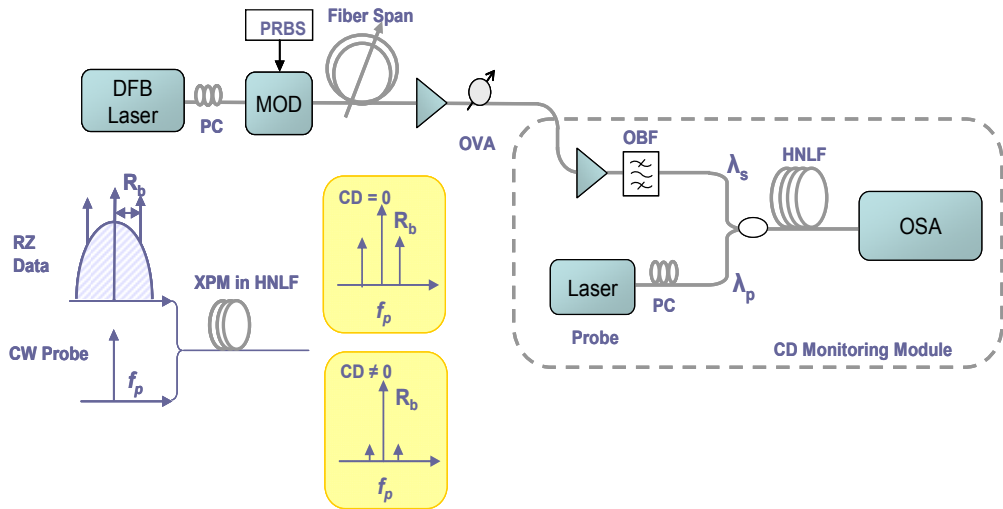 PRBS
Fiber Span
DFB
Laser
PC
MOD
OVA
OBF
λs
HNLF
OSA
Laser
PC
λp
Probe
CD Monitoring Module
Rb
RZ
Data
XPM in HNLF
CW Probe
fp
CD = 0
Rb
fp
CD ≠ 0
Rb
fp